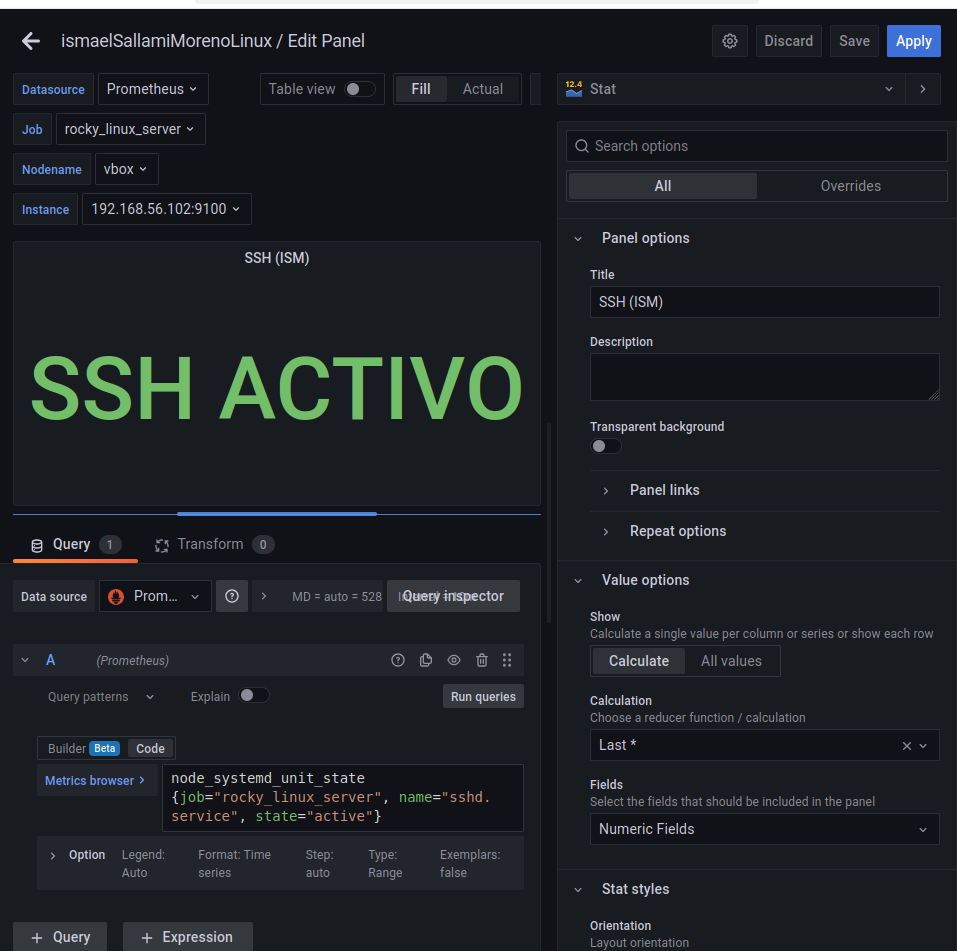 ismaelSallamiMorenoLinux / Edit Panel
Discard
Save
Apply
Datasource
Prometheus
Table view
Fill
Actual
12.4
Stat
Job
rocky_linux_server
Nodename
vbox
Instance
192.168.56.102:9100
SSH (ISM)
SSH ACTIVO
Query 1
Transform 0
Data source
Prom...
MD = auto = 528
Query inspector
A
(Prometheus)
Query patterns
Explain
Run queries
Builder Beta
Code
Metrics browser >
node_systemd_unit_state
{job="rocky_linux_server", name="sshd.
service", state="active"}
Option
Legend:
Auto
Format: Time
series
Step:
auto
Type:
Range
Exemplars:
false
+ Query
+ Expression
Search options
All
Overrides
Panel options
Title
SSH (ISM)
Description
Transparent background
Panel links
Repeat options
Value options
Show
Calculate a single value per column or series or show each row
Calculate
All values
Calculation
Choose a reducer function / calculation
Last *
Fields
Select the fields that should be included in the panel
Numeric Fields
Stat styles
Orientation
Layout orientation